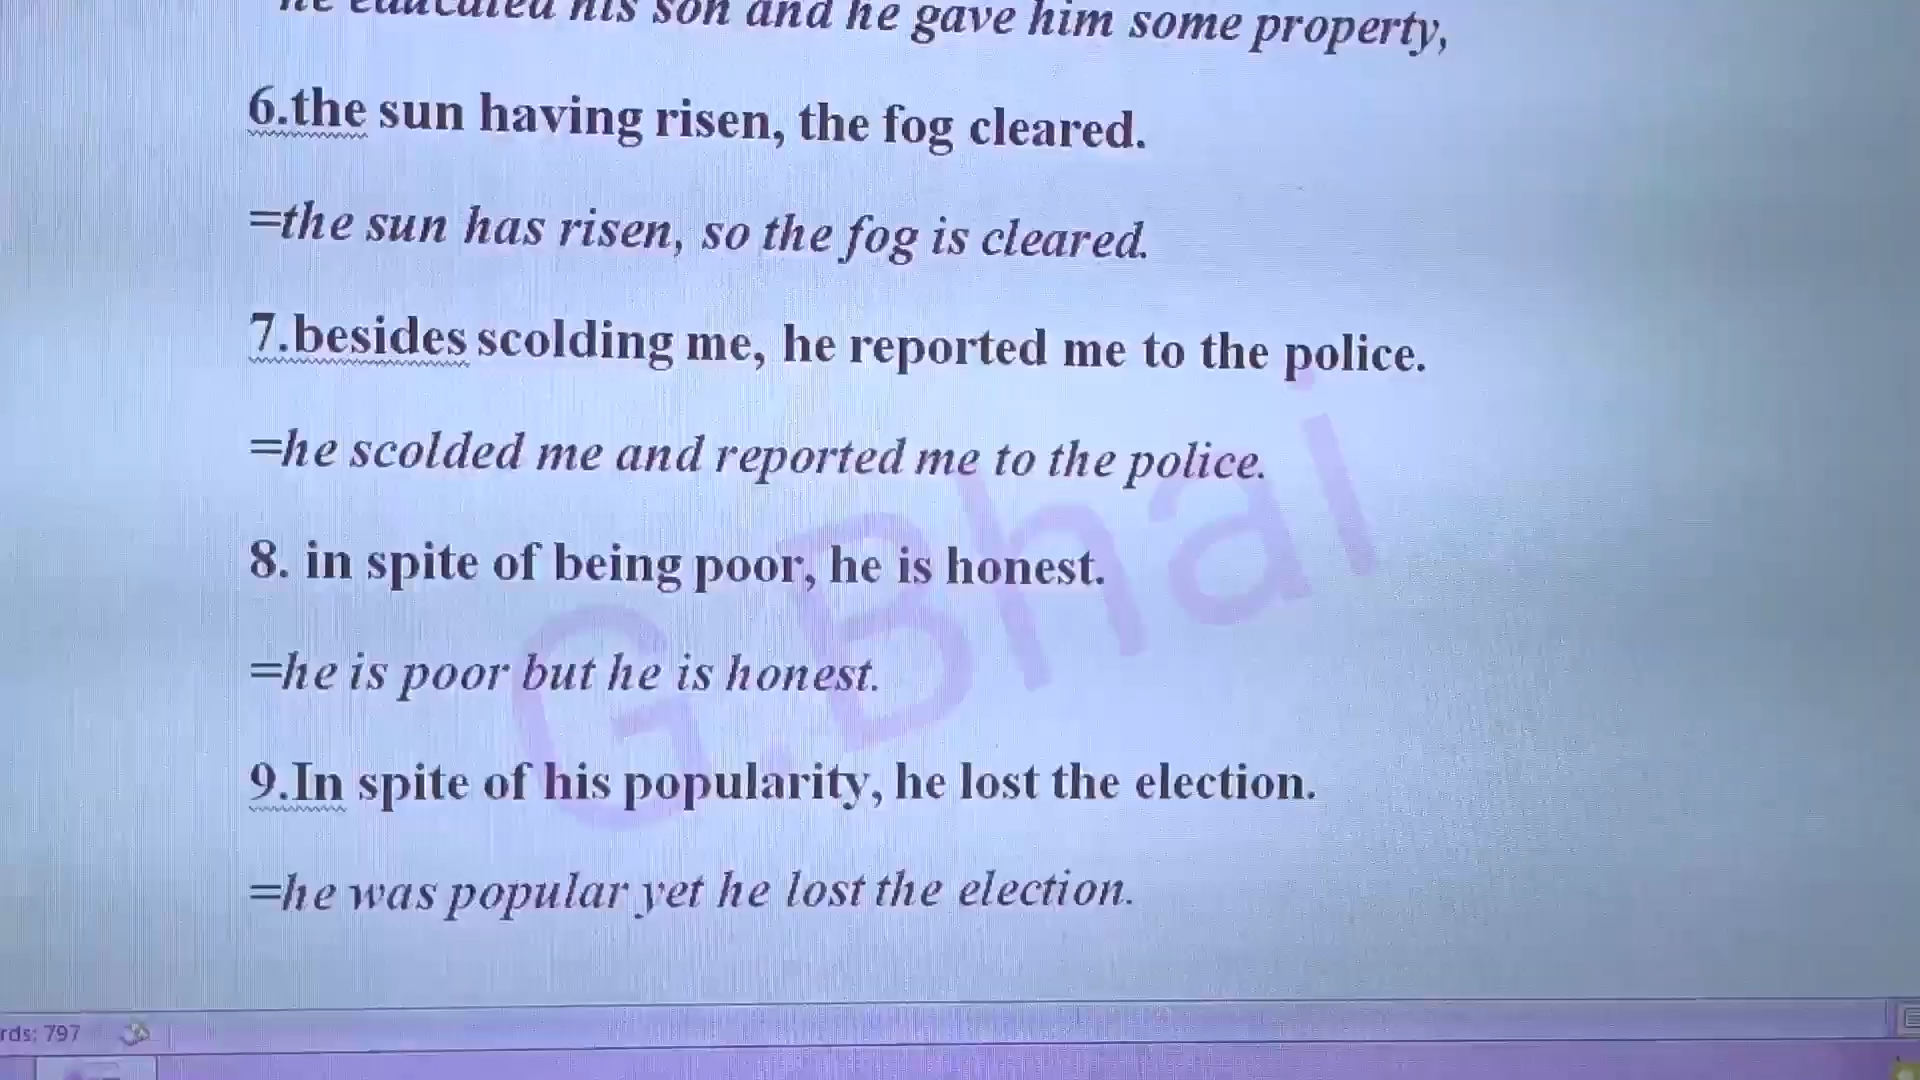 he educated his son and he gave him some property,
6.the sun having risen, the fog cleared.
=the sun has risen, so the fog is cleared.
7.besides scolding me, he reported me to the police.
=he scolded me and reported me to the police.
8. in spite of being poor, he is honest.
=he is poor but he is honest.
9.In spite of his popularity, he lost the election.
=he was popular yet he lost the election.
G.Bhai
rds: 797